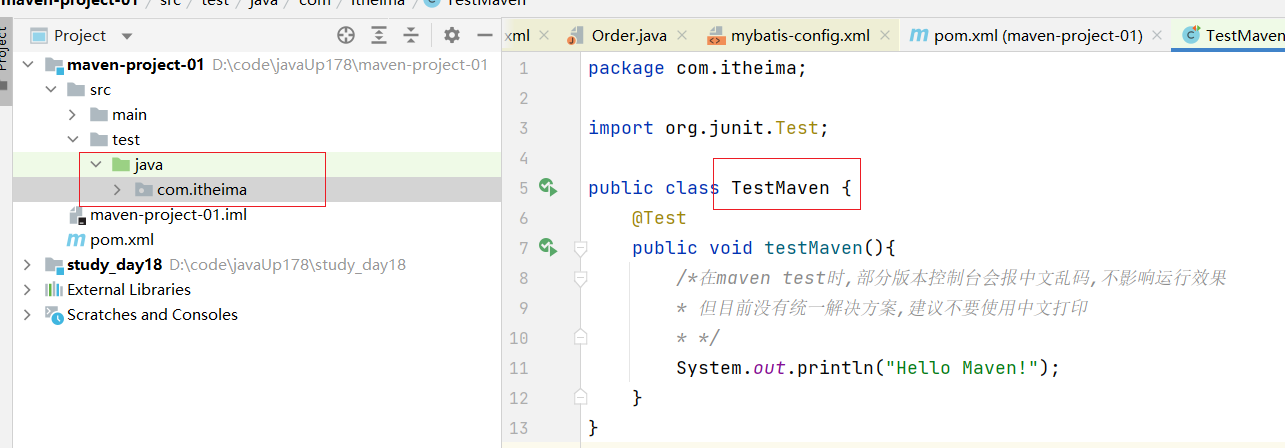 maven-project-01 / src / test / java / com / itheima / TestMaven
Project
Project
xml
Order.java
mybatis-config.xml
pom.xml (maven-project-01)
TestMaven
maven-project-01 D:\code\javaUp178\maven-project-01
src
main
test
java
com.itheima
maven-project-01.iml
pom.xml
study_day18 D:\code\javaUp178\study_day18
External Libraries
Scratches and Consoles
1 package com.itheima;
2
3 import org.junit.Test;
4
5 public class TestMaven {
6 @Test
7 public void testMaven(){
8 /*在maven test时,部分版本控制台会报中文乱码,不影响运行效果
9 * 但目前没有统一解决方案,建议不要使用中文打印
10 * */
11 System.out.println("Hello Maven!");
12 }
13 }